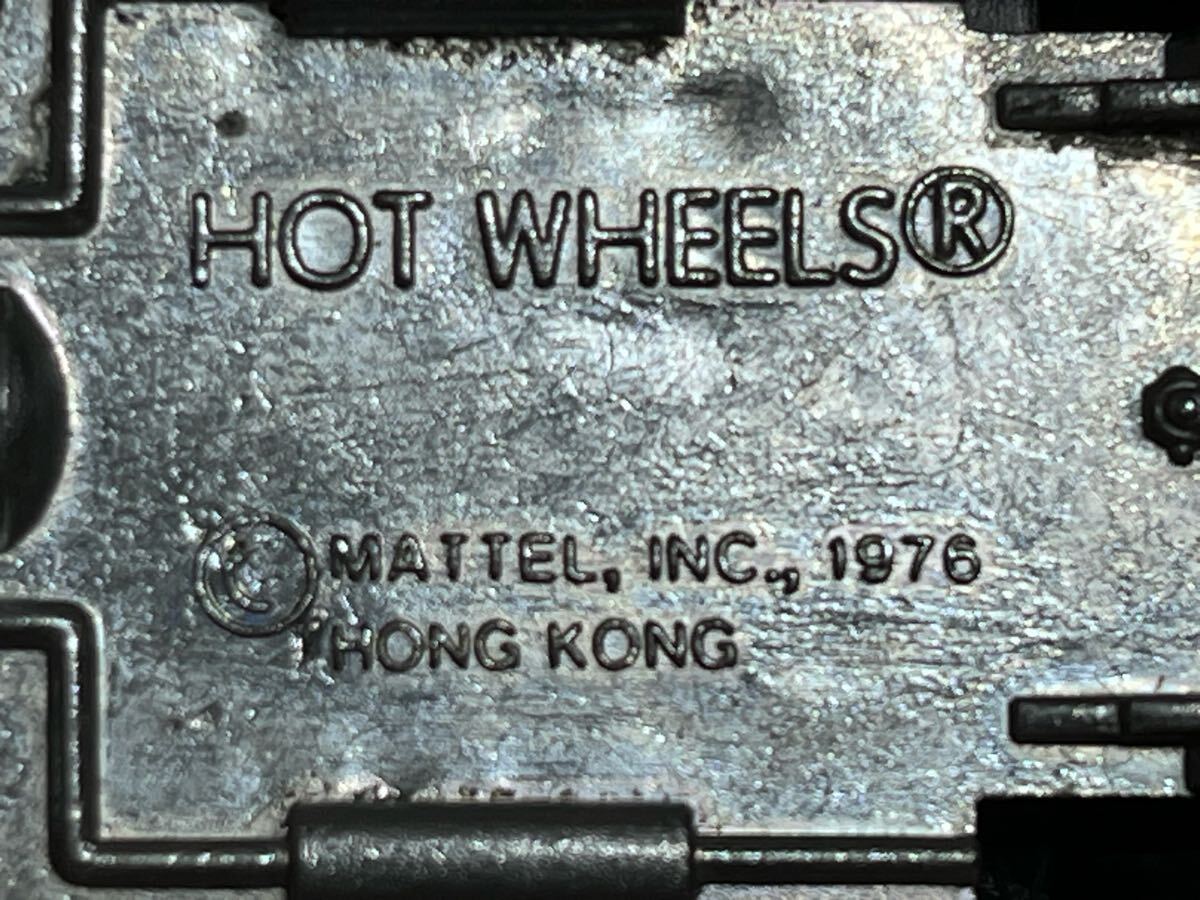 HOT WHEELS®
© MATTEL, INC., 1976
HONG KONG